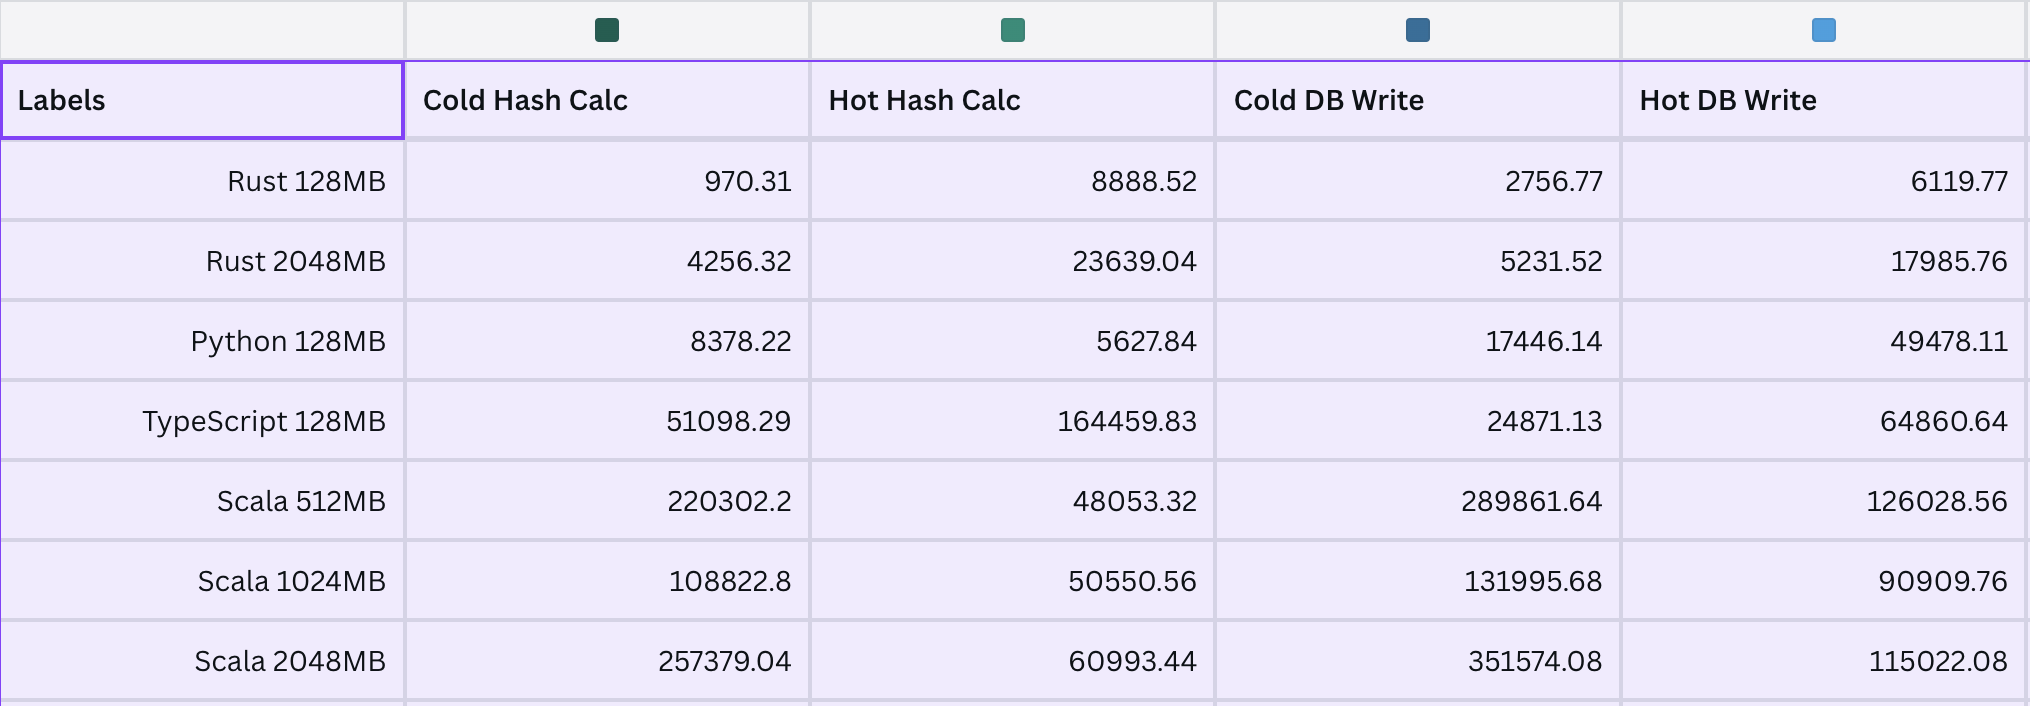 Labels Cold Hash Calc Hot Hash Calc Cold DB Write Hot DB Write
Rust 128MB 970.31 8888.52 2756.77 6119.77
Rust 2048MB 4256.32 23639.04 5231.52 17985.76
Python 128MB 8378.22 5627.84 17446.14 49478.11
TypeScript 128MB 51098.29 164459.83 24871.13 64860.64
Scala 512MB 220302.2 48053.32 289861.64 126028.56
Scala 1024MB 108822.8 50550.56 131995.68 90909.76
Scala 2048MB 257379.04 60993.44 351574.08 115022.08